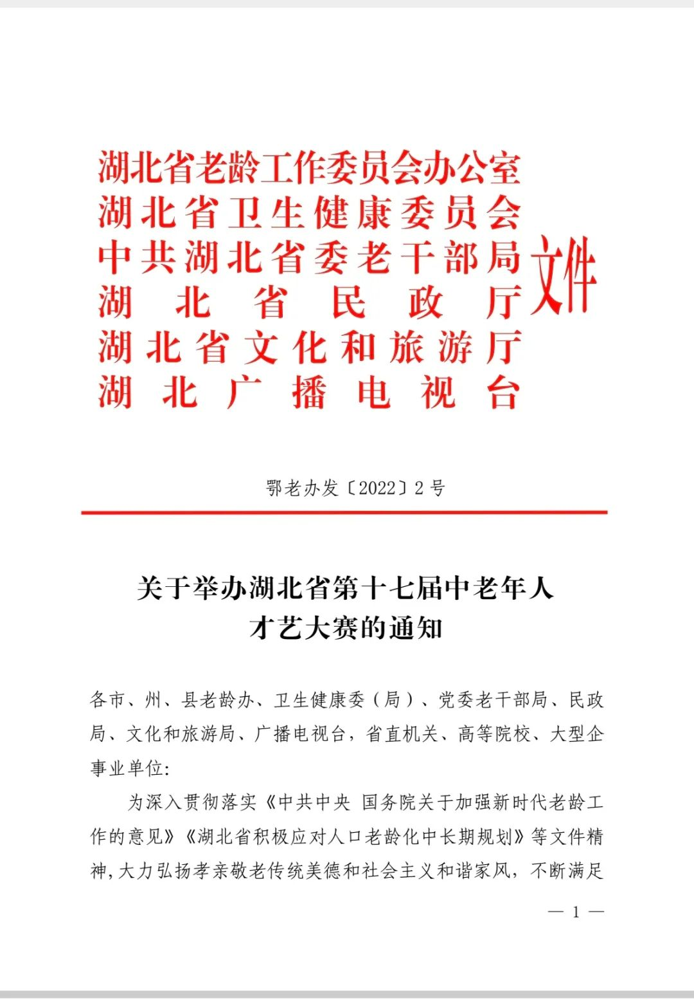 湖北省老龄工作委员会办公室
湖北省卫生健康委员会
中共湖北省委老干部局
湖北省民政厅
湖北省文化和旅游厅
湖北广播电视台
文件
鄂老办发〔2022〕2号
关于举办湖北省第十七届中老年人
才艺大赛的通知
各市、州、县老龄办、卫生健康委（局）、党委老干部局、民政
局、文化和旅游局、广播电视台，省直机关、高等院校、大型企
事业单位:
为深入贯彻落实《中共中央 国务院关于加强新时代老龄工
作的意见》《湖北省积极应对人口老龄化中长期规划》等文件精
神,大力弘扬孝亲敬老传统美德和社会主义和谐家风，不断满足
— 1 —